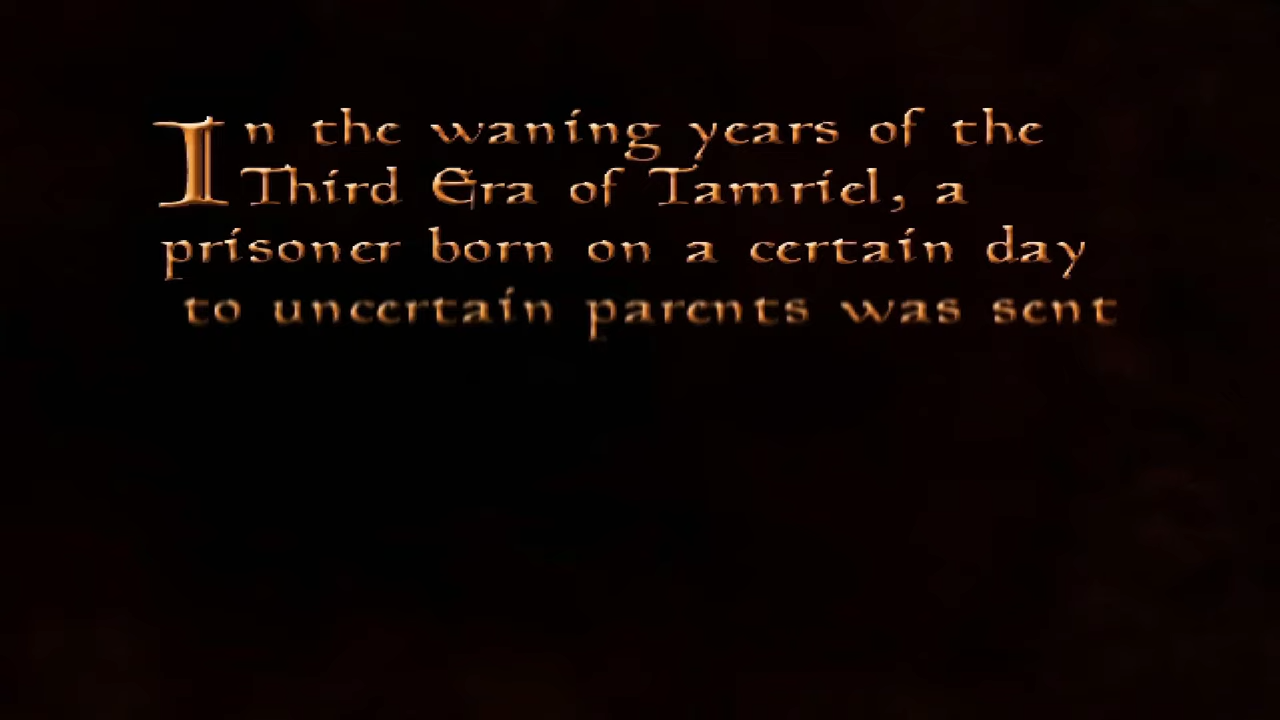 In the waning years of the
Third Era of Tamriel, a
prisoner born on a certain day
to uncertain parents was sent